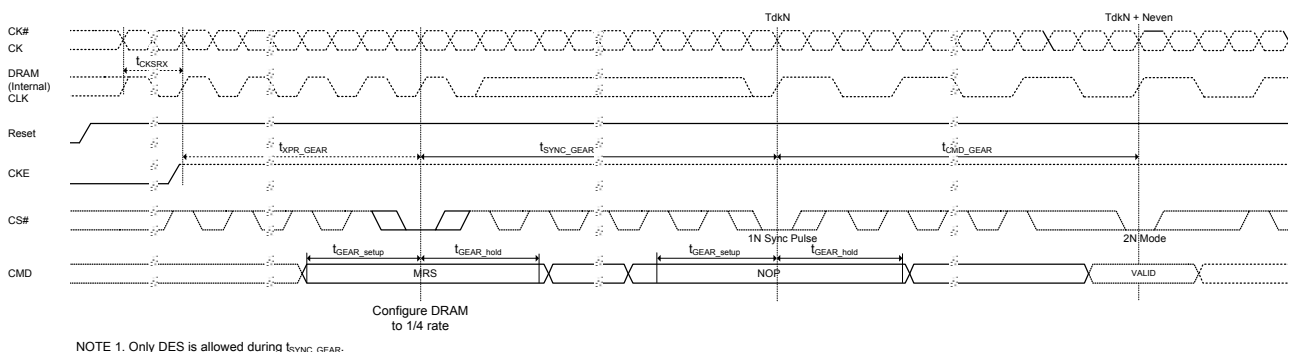 TdkN
TdkN + Neven
CK#
CK
tCKSRX
DRAM
(Internal)
CLK
Reset
tXPR_GEAR
tSYNC_GEAR
tCMD_GEAR
CKE
CS#
1N Sync Pulse
2N Mode
tGEAR_setup
tGEAR_hold
tGEAR_setup
tGEAR_hold
CMD
MRS
NOP
VALID
Configure DRAM
to 1/4 rate
NOTE 1. Only DES is allowed during tSYNC_GEAR.